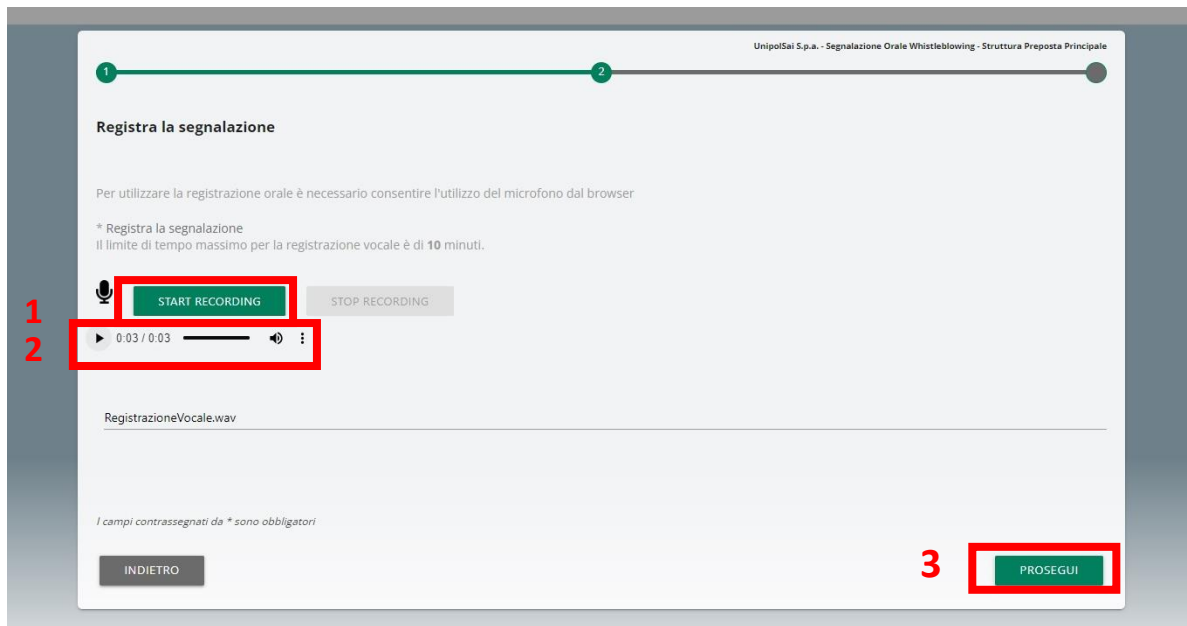 UnipolSai S.p.a. - Segnalazione Orale Whistleblowing - Struttura Preposta Principale
1
2
Registra la segnalazione
Per utilizzare la registrazione orale è necessario consentire l'utilizzo del microfono dal browser
* Registra la segnalazione
Il limite di tempo massimo per la registrazione vocale è di 10 minuti.
1
START RECORDING
STOP RECORDING
2
0:03 / 0:03
RegistrazioneVocale.wav
I campi contrassegnati da * sono obbligatori
INDIETRO
3
PROSEGUI